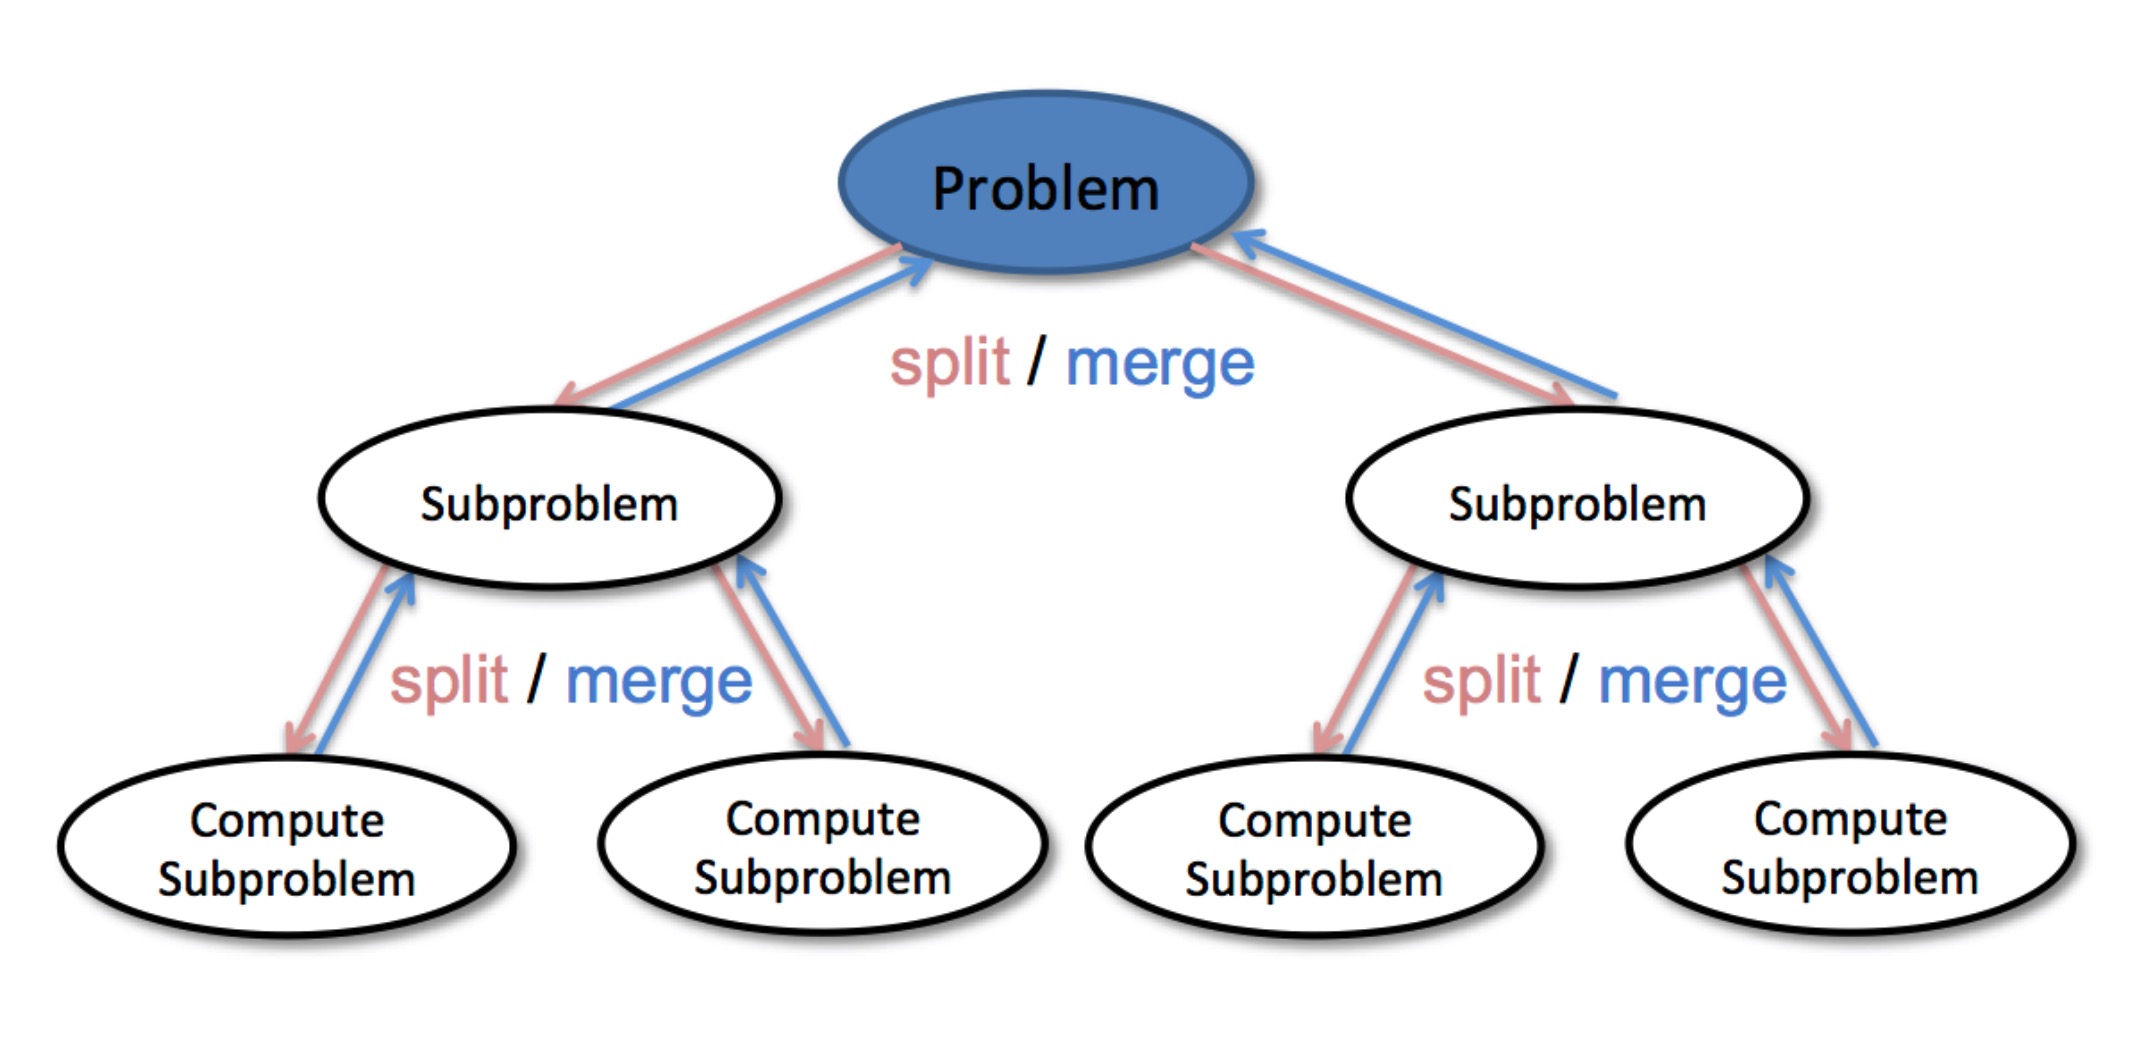 Problem
split / merge
Subproblem
Subproblem
split / merge
split / merge
Compute
Subproblem
Compute
Subproblem
Compute
Subproblem
Compute
Subproblem